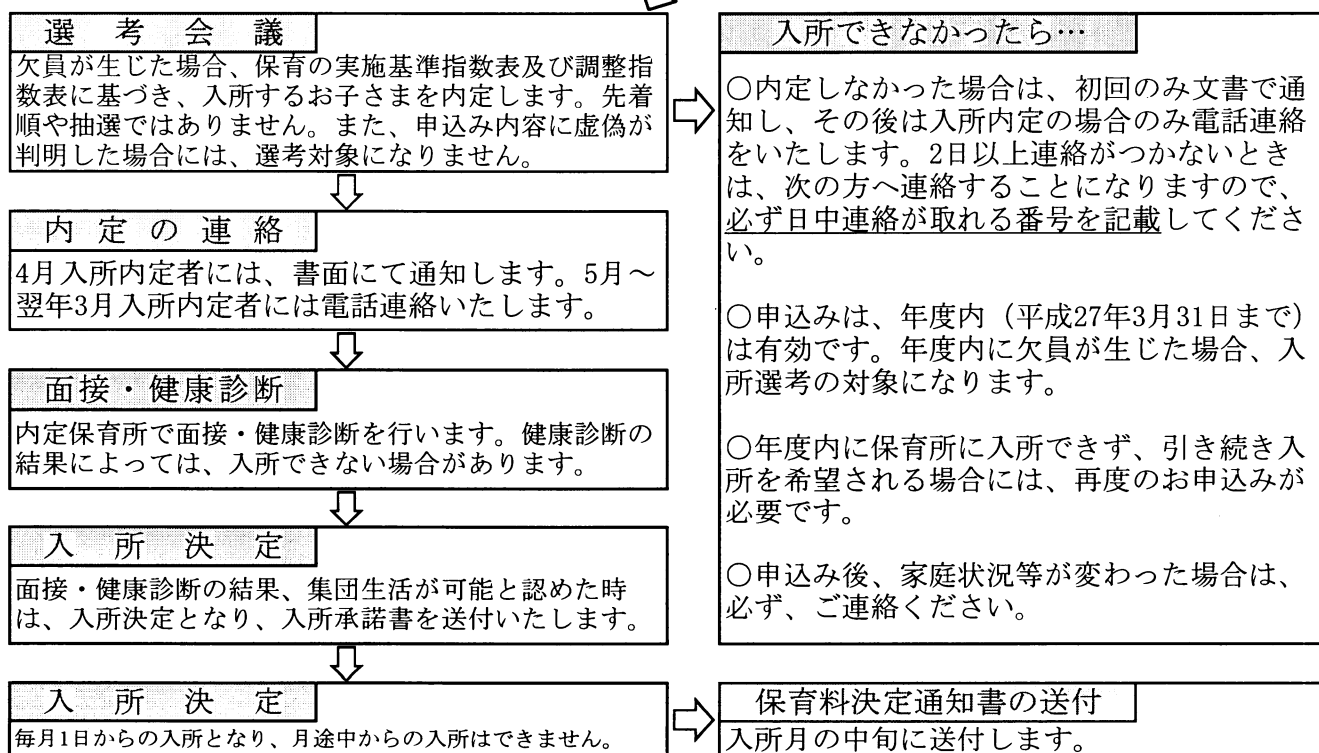 選考会議
欠員が生じた場合、保育の実施基準指数表及び調整指
数表に基づき、入所するお子さまを内定します。先着
順や抽選ではありません。また、申込み内容に虚偽が
判明した場合には、選考対象になりません。
内定の連絡
4月入所内定者には、書面にて通知します。5月～
翌年3月入所内定者には電話連絡いたします。
面接・健康診断
内定保育所で面接・健康診断を行います。健康診断の
結果によっては、入所できない場合があります。
入所決定
面接・健康診断の結果、集団生活が可能と認めた時
は、入所決定となり、入所承諾書を送付いたします。
入所決定
毎月1日からの入所となり、月途中からの入所はできません。
入所できなかったら…
○内定しなかった場合は、初回のみ文書で通
知し、その後は入所内定の場合のみ電話連絡
をいたします。2日以上連絡がつかないとき
は、次の方へ連絡することになりますので、
必ず日中連絡が取れる番号を記載してくださ
い。
○申込みは、年度内（平成27年3月31日まで）
は有効です。年度内に欠員が生じた場合、入
所選考の対象になります。
○年度内に保育所に入所できず、引き続き入
所を希望される場合には、再度のお申込みが
必要です。
○申込み後、家庭状況等が変わった場合は、
必ず、ご連絡ください。
保育料決定通知書の送付
入所月の中旬に送付します。